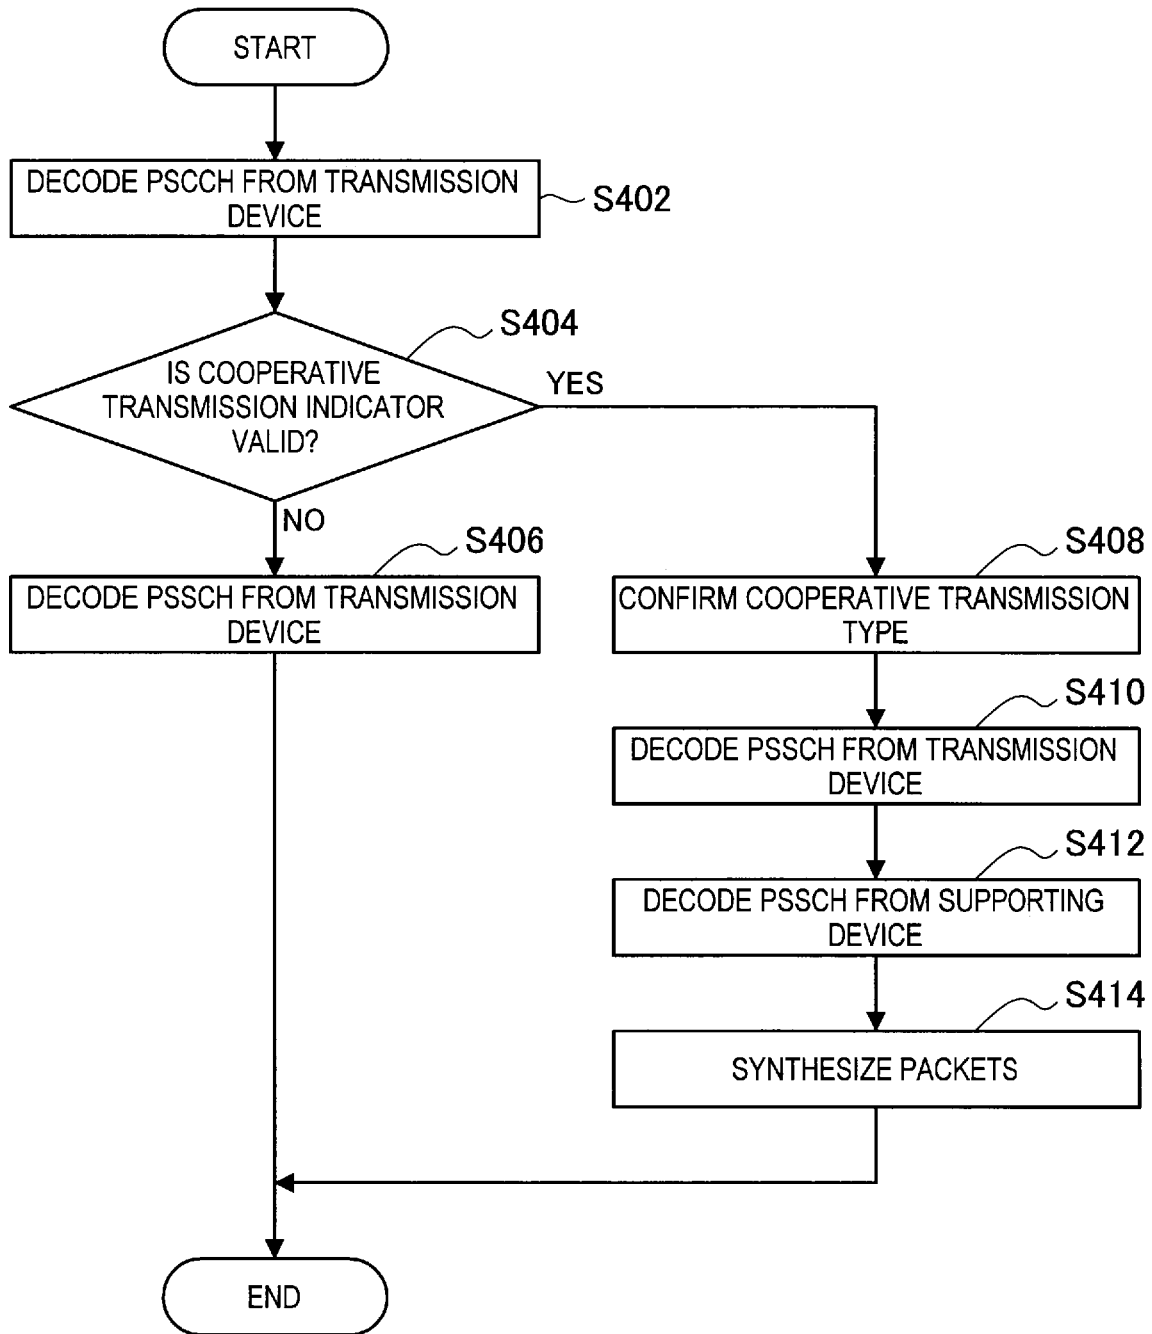 START
DECODE PSCCH FROM TRANSMISSION
DEVICE
S402
S404
IS COOPERATIVE
TRANSMISSION INDICATOR
VALID?
YES
NO
S406
DECODE PSSCH FROM TRANSMISSION
DEVICE
S408
CONFIRM COOPERATIVE TRANSMISSION
TYPE
S410
DECODE PSSCH FROM TRANSMISSION
DEVICE
S412
DECODE PSSCH FROM SUPPORTING
DEVICE
S414
SYNTHESIZE PACKETS
END